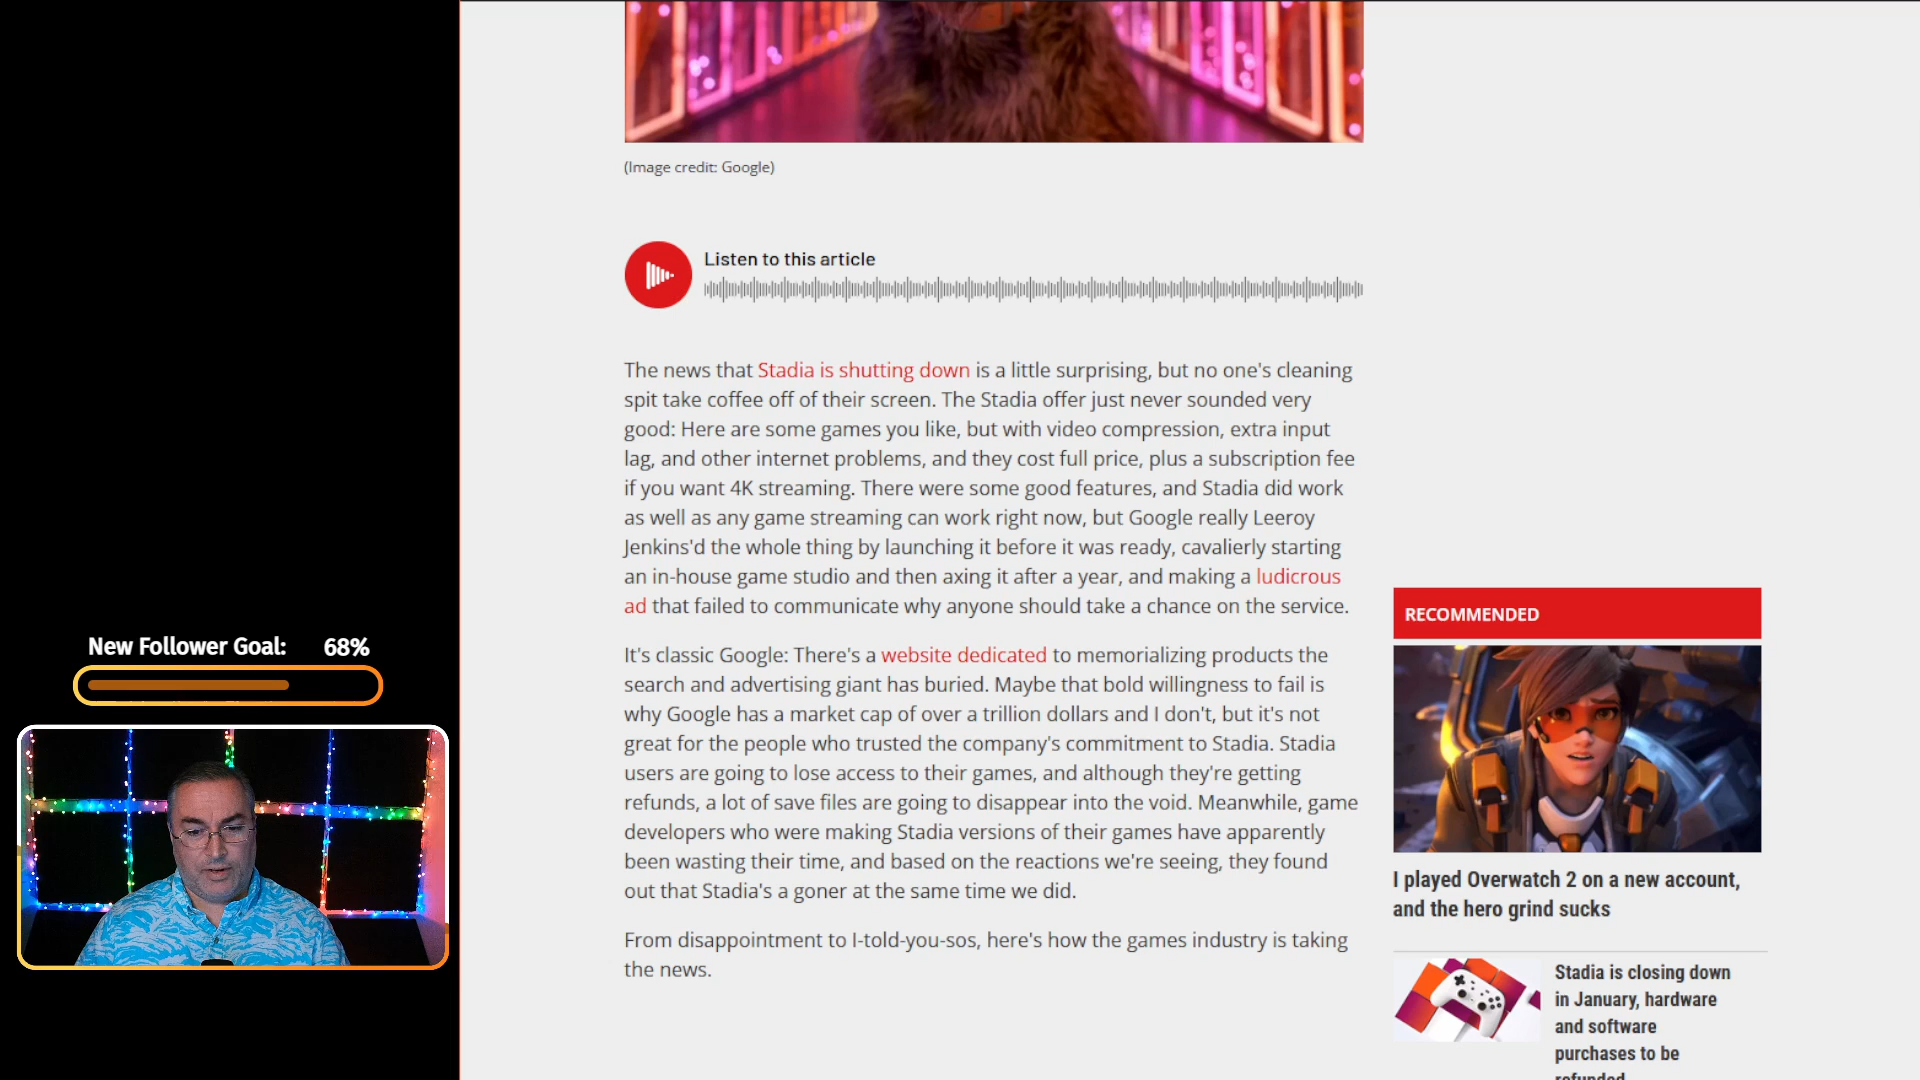 (Image credit: Google)
Listen to this article
The news that Stadia is shutting down is a little surprising, but no one's cleaning
spit take coffee off of their screen. The Stadia offer just never sounded very
good: Here are some games you like, but with video compression, extra input
lag, and other internet problems, and they cost full price, plus a subscription fee
if you want 4K streaming. There were some good features, and Stadia did work
as well as any game streaming can work right now, but Google really Leeroy
Jenkins'd the whole thing by launching it before it was ready, cavalierly starting
an in-house game studio and then axing it after a year, and making a ludicrous
ad that failed to communicate why anyone should take a chance on the service.
It's classic Google: There's a website dedicated to memorializing products the
search and advertising giant has buried. Maybe that bold willingness to fail is
why Google has a market cap of over a trillion dollars and I don't, but it's not
great for the people who trusted the company's commitment to Stadia. Stadia
users are going to lose access to their games, and although they're getting
refunds, a lot of save files are going to disappear into the void. Meanwhile, game
developers who were making Stadia versions of their games have apparently
been wasting their time, and based on the reactions we're seeing, they found
out that Stadia's a goner at the same time we did.
From disappointment to I-told-you-sos, here's how the games industry is taking
the news.
RECOMMENDED
I played Overwatch 2 on a new account,
and the hero grind sucks
Stadia is closing down
in January, hardware
and software
purchases to be
refunded
New Follower Goal: 68%